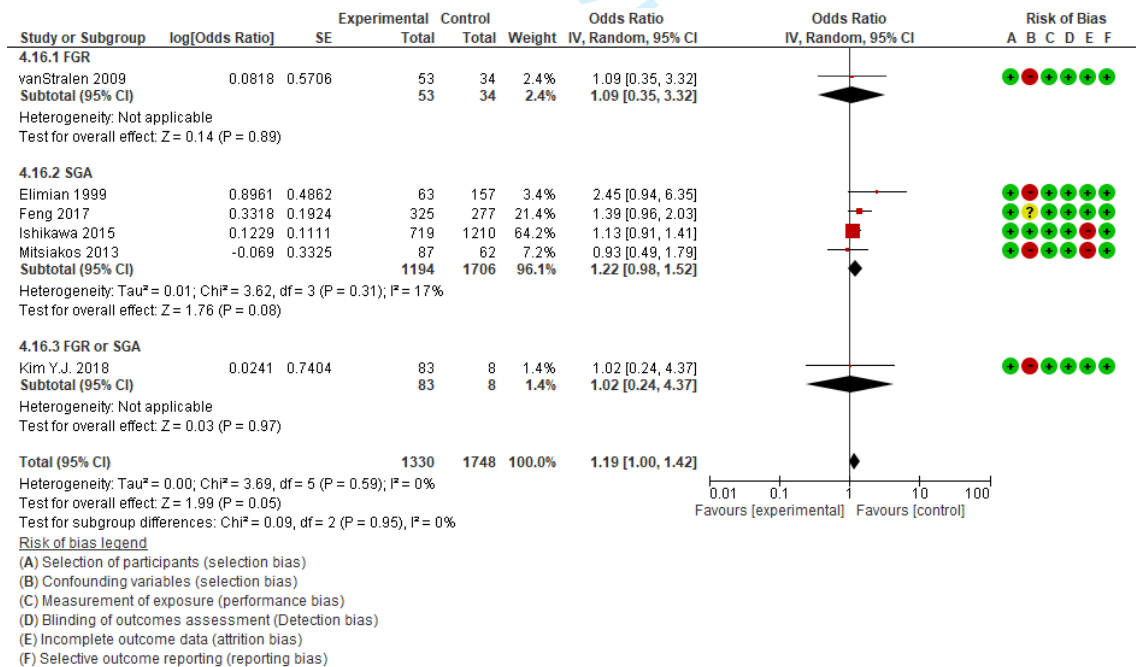 Experimental Control Odds Ratio Odds Ratio Risk of Bias
Study or Subgroup log[Odds Ratio] SE Total Total Weight IV, Random, 95% CI IV, Random, 95% CI A B C D E F
4.16.1 FGR
vanStralen 2009 0.0818 0.5706 53 34 2.4% 1.09 [0.35, 3.32] + - + + + +
Subtotal (95% CI) 53 34 2.4% 1.09 [0.35, 3.32]
Heterogeneity: Not applicable
Test for overall effect: Z = 0.14 (P = 0.89)
4.16.2 SGA
Elimian 1999 0.8961 0.4862 63 157 3.4% 2.45 [0.94, 6.35] + - + + + +
Feng 2017 0.3318 0.1924 325 277 21.4% 1.39 [0.96, 2.03] + ? + + + +
Ishikawa 2015 0.1229 0.1111 719 1210 64.2% 1.13 [0.91, 1.41] + + + + - +
Mitsiakos 2013 -0.069 0.3325 87 62 7.2% 0.93 [0.49, 1.79] + - + + - +
Subtotal (95% CI) 1194 1706 96.1% 1.22 [0.98, 1.52]
Heterogeneity: Tau² = 0.01; Chi² = 3.62, df = 3 (P = 0.31); I² = 17%
Test for overall effect: Z = 1.76 (P = 0.08)
4.16.3 FGR or SGA
Kim Y.J. 2018 0.0241 0.7404 83 8 1.4% 1.02 [0.24, 4.37] + - + + + +
Subtotal (95% CI) 83 8 1.4% 1.02 [0.24, 4.37]
Heterogeneity: Not applicable
Test for overall effect: Z = 0.03 (P = 0.97)
Total (95% CI) 1330 1748 100.0% 1.19 [1.00, 1.42]
Heterogeneity: Tau² = 0.00; Chi² = 3.69, df = 5 (P = 0.59); I² = 0%
Test for overall effect: Z = 1.99 (P = 0.05)
Test for subgroup differences: Chi² = 0.09, df = 2 (P = 0.95), I² = 0%
0.01 0.1 1 10 100
Favours [experimental] Favours [control]
Risk of bias legend
(A) Selection of participants (selection bias)
(B) Confounding variables (selection bias)
(C) Measurement of exposure (performance bias)
(D) Blinding of outcomes assessment (Detection bias)
(E) Incomplete outcome data (attrition bias)
(F) Selective outcome reporting (reporting bias)